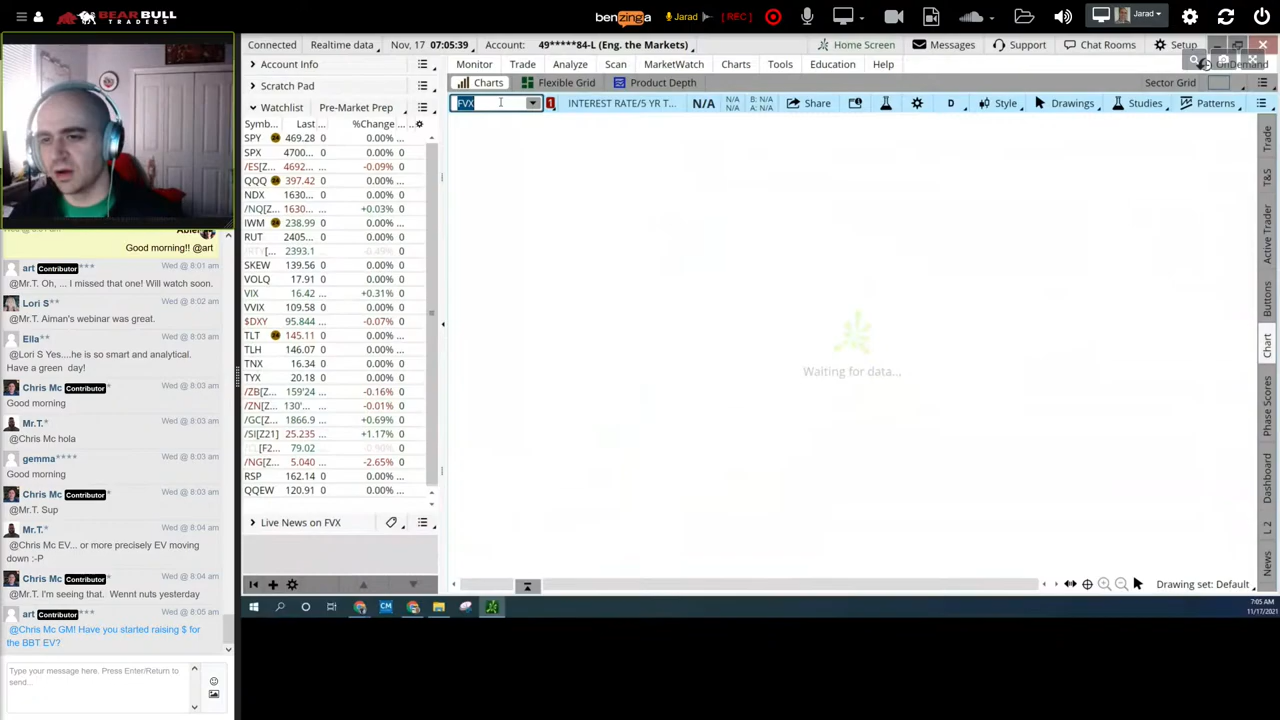 BEAR BULL
TRADERS
benzinga
Jarad
[ REC ]
Jarad
Connected
Realtime data
Nov, 17 07:05:39
Account: 49*****84-L (Eng. the Markets)
Home Screen
Messages
Support
Chat Rooms
Setup
OnDemand
Account Info
Scratch Pad
Watchlist
Pre-Market Prep
Monitor
Trade
Analyze
Scan
MarketWatch
Charts
Tools
Education
Help
Charts
Flexible Grid
Product Depth
Sector Grid
FVX
1
INTEREST RATE/5 YR T...
N/A
N/A
N/A
B: N/A
A: N/A
Share
D
Style
Drawings
Studies
Patterns
Symb... Last ... %Change ...
SPY 469.28 0 0.00% ... 0
SPX 4700... 0.00% ... 0
/ES[Z... 4692... -0.09% ... 0
QQQ 397.42 0 0.00% ... 0
NDX 1630... 0.00% ... 0
/NQ[Z... 1630... +0.03% ... 0
IWM 238.99 0 0.00% ... 0
RUT 2405... 0.00% ... 0
2393.1
SKEW 139.56 0 0.00% ... 0
VOLQ 17.91 0 0.00% ... 0
VIX 16.42 ... +0.31% ... 0
VVIX 109.58 0 0.00% ... 0
$DXY 95.844 ... -0.07% ... 0
TLT 145.11 0 0.00% ... 0
TLH 146.07 0 0.00% ... 0
TNX 16.34 0 0.00% ... 0
TYX 20.18 0 0.00% ... 0
/ZB[Z... 159'24 ... -0.16% ... 0
/ZN[Z... 130'... -0.01% ... 0
/GC[Z... 1866.9 ... +0.69% ... 0
/SI[Z21] 25.235 ... +1.17% ... 0
[F2... 79.02 ... -0.90% ... 0
/NG[Z... 5.040 ... -2.65% ... 0
RSP 162.14 0 0.00% ... 0
QQEW 120.91 0 0.00% ... 0
Live News on FVX
Waiting for data...
Trade
T&S
Active Trader
Buttons
Chart
Phase Scores
Dashboard
L 2
News
Drawing set: Default
7:05 AM
11/17/2021
Good morning!! @art
art Contributor *** Wed @ 8:01 am
@Mr.T. Oh, ... I missed that one! Will watch soon.
Lori S** Wed @ 8:02 am
@Mr.T. Aiman's webinar was great.
Ella** Wed @ 8:03 am
@Lori S Yes....he is so smart and analytical.
Have a green day!
Chris Mc Contributor * Wed @ 8:03 am
Good morning
Mr.T.* Wed @ 8:03 am
@Chris Mc hola
gemma**** Wed @ 8:03 am
Good morning
Chris Mc Contributor * Wed @ 8:03 am
@Mr.T. Sup
Mr.T.* Wed @ 8:04 am
@Chris Mc EV... or more precisely EV moving
down :-P
Chris Mc Contributor * Wed @ 8:04 am
@Mr.T. I'm seeing that. Wennt nuts yesterday
art Contributor *** Wed @ 8:05 am
@Chris Mc GM! Have you started raising $ for
the BBT EV?
Type your message here. Press Enter/Return to
send...